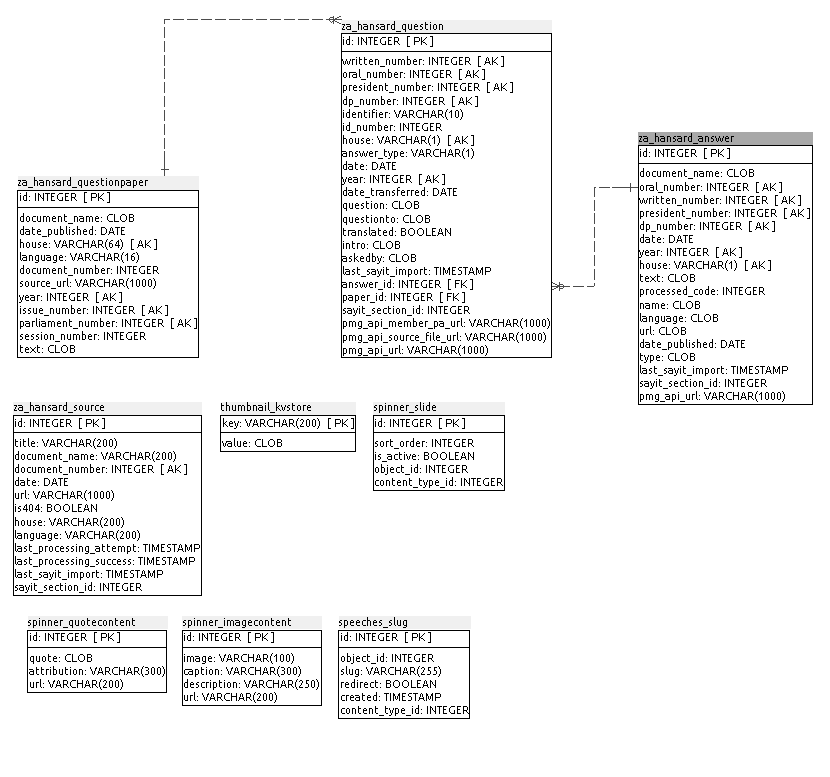 za_hansard_question
id: INTEGER [ PK ]
written_number: INTEGER [ AK ]
oral_number: INTEGER [ AK ]
president_number: INTEGER [ AK ]
dp_number: INTEGER [ AK ]
identifier: VARCHAR(10)
id_number: INTEGER
house: VARCHAR(1) [ AK ]
answer_type: VARCHAR(1)
date: DATE
year: INTEGER [ AK ]
date_transferred: DATE
question: CLOB
questionto: CLOB
translated: BOOLEAN
intro: CLOB
askedby: CLOB
last_sayit_import: TIMESTAMP
answer_id: INTEGER [ FK ]
paper_id: INTEGER [ FK ]
sayit_section_id: INTEGER
pmg_api_member_pa_url: VARCHAR(1000)
pmg_api_source_file_url: VARCHAR(1000)
pmg_api_url: VARCHAR(1000)
za_hansard_answer
id: INTEGER [ PK ]
document_name: CLOB
oral_number: INTEGER [ AK ]
written_number: INTEGER [ AK ]
president_number: INTEGER [ AK ]
dp_number: INTEGER [ AK ]
date: DATE
year: INTEGER [ AK ]
house: VARCHAR(1) [ AK ]
text: CLOB
processed_code: INTEGER
name: CLOB
language: CLOB
url: CLOB
date_published: DATE
type: CLOB
last_sayit_import: TIMESTAMP
sayit_section_id: INTEGER
pmg_api_url: VARCHAR(1000)
za_hansard_questionpaper
id: INTEGER [ PK ]
document_name: CLOB
date_published: DATE
house: VARCHAR(64) [ AK ]
language: VARCHAR(16)
document_number: INTEGER
source_url: VARCHAR(1000)
year: INTEGER [ AK ]
issue_number: INTEGER [ AK ]
parliament_number: INTEGER [ AK ]
session_number: INTEGER
text: CLOB
za_hansard_source
id: INTEGER [ PK ]
title: VARCHAR(200)
document_name: VARCHAR(200)
document_number: INTEGER [ AK ]
date: DATE
url: VARCHAR(1000)
is404: BOOLEAN
house: VARCHAR(200)
language: VARCHAR(200)
last_processing_attempt: TIMESTAMP
last_processing_success: TIMESTAMP
last_sayit_import: TIMESTAMP
sayit_section_id: INTEGER
thumbnail_kvstore
key: VARCHAR(200) [ PK ]
value: CLOB
spinner_slide
id: INTEGER [ PK ]
sort_order: INTEGER
is_active: BOOLEAN
object_id: INTEGER
content_type_id: INTEGER
spinner_quotecontent
id: INTEGER [ PK ]
quote: CLOB
attribution: VARCHAR(300)
url: VARCHAR(200)
spinner_imagecontent
id: INTEGER [ PK ]
image: VARCHAR(100)
caption: VARCHAR(300)
description: VARCHAR(250)
url: VARCHAR(200)
speeches_slug
id: INTEGER [ PK ]
object_id: INTEGER
slug: VARCHAR(255)
redirect: BOOLEAN
created: TIMESTAMP
content_type_id: INTEGER